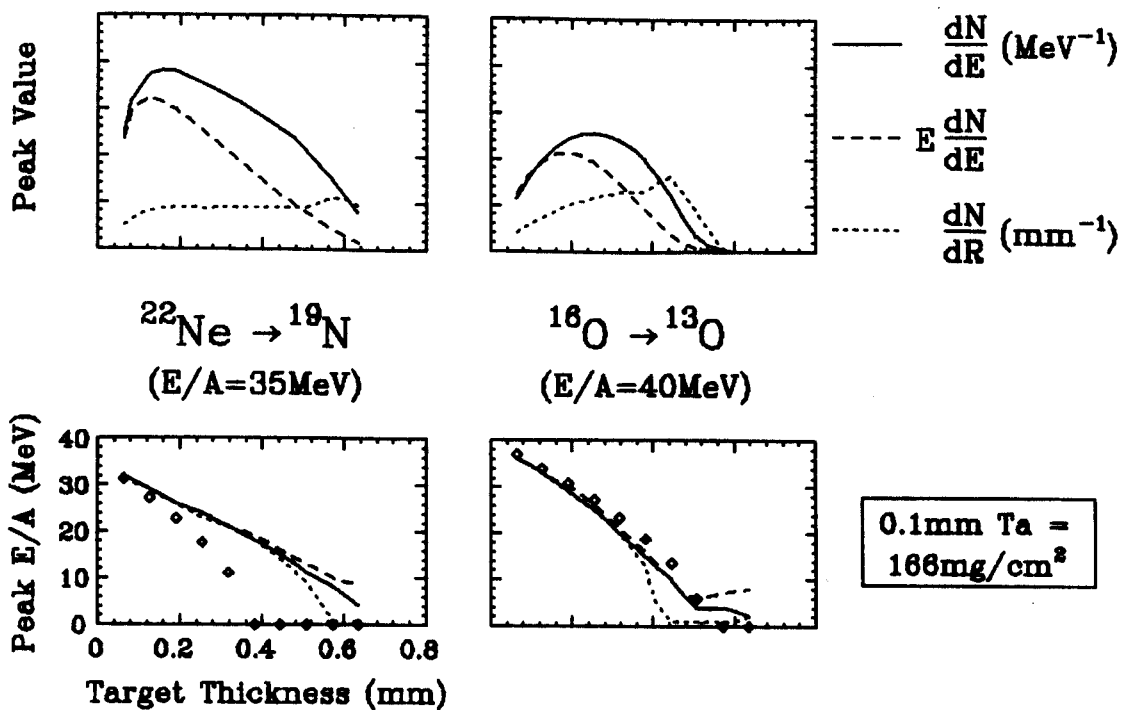 Peak Value
dN
dE (MeV⁻¹)
E dN
dE
dN
dR (mm⁻¹)
²²Ne → ¹⁹N
(E/A=35MeV)
¹⁶O → ¹³O
(E/A=40MeV)
Peak E/A (MeV)
40
30
20
10
0
0 0.2 0.4 0.6 0.8
Target Thickness (mm)
0.1mm Ta =
166mg/cm²